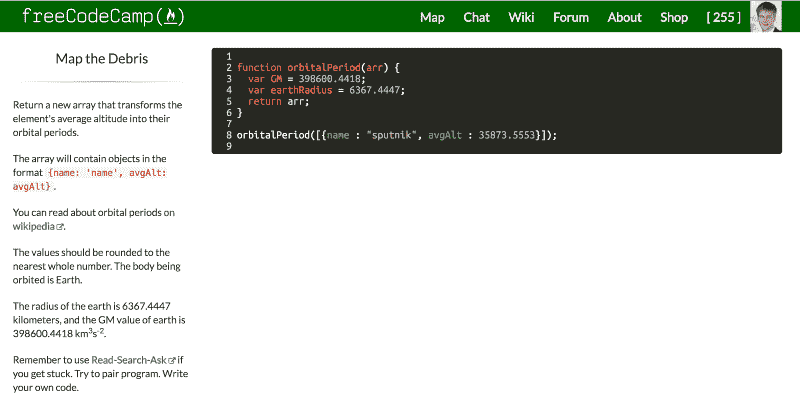 freeCodeCamp(🔥)
Map Chat Wiki Forum About Shop [ 255 ]
Map the Debris
Return a new array that transforms the
element's average altitude into their
orbital periods.
The array will contain objects in the
format {name: 'name', avgAlt:
avgAlt}.
You can read about orbital periods on
wikipedia.
The values should be rounded to the
nearest whole number. The body being
orbited is Earth.
The radius of the earth is 6367.4447
kilometers, and the GM value of earth is
398600.4418 km³s⁻².
Remember to use Read-Search-Ask if
you get stuck. Try to pair program. Write
your own code.
1
2 function orbitalPeriod(arr) {
3   var GM = 398600.4418;
4   var earthRadius = 6367.4447;
5   return arr;
6 }
7
8 orbitalPeriod([{name : "sputnik", avgAlt : 35873.5553}]);
9